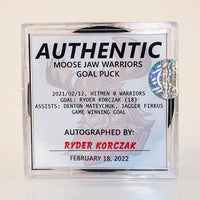 AUTHENTIC
MOOSE JAW WARRIORS
GOAL PUCK
2021/02/12, HITMEN @ WARRIORS
GOAL: RYDER KORCZAK (18)
ASSISTS: DENTON MATEYCHUK, JAGGER FIRKUS
GAME WINNING GOAL
AUTOGRAPHED BY:
RYDER KORCZAK
FEBRUARY 18, 2022